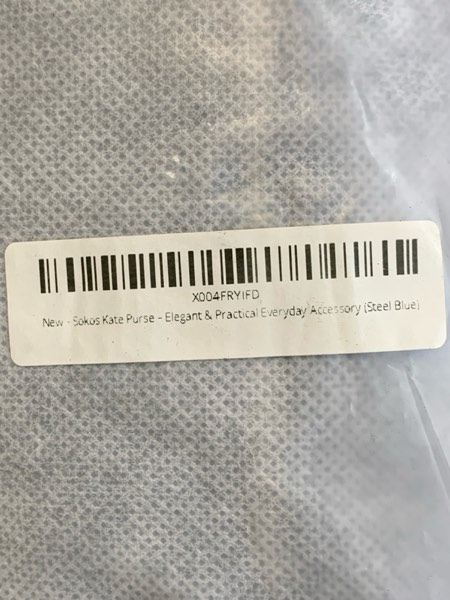 X004FRYIFD
New - Sokos Kate Purse - Elegant & Practical Everyday Accessory (Steel Blue)